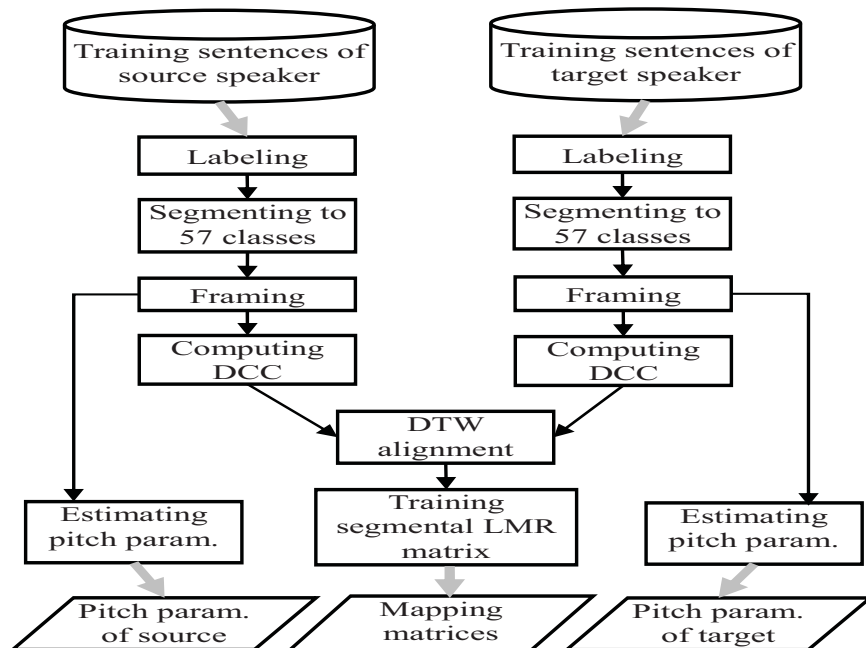 Training sentences of
source speaker
Training sentences of
target speaker
Labeling
Labeling
Segmenting to
57 classes
Segmenting to
57 classes
Framing
Framing
Computing
DCC
Computing
DCC
DTW
alignment
Estimating
pitch param.
Training
segmental LMR
matrix
Estimating
pitch param.
Pitch param.
of source
Mapping
matrices
Pitch param.
of target